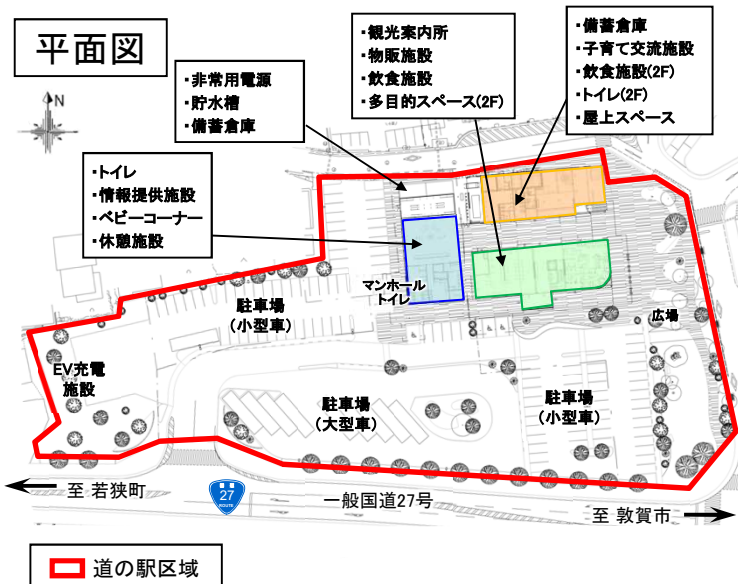 平面図
N
・非常用電源
・貯水槽
・備蓄倉庫
・観光案内所
・物販施設
・飲食施設
・多目的スペース(2F)
・備蓄倉庫
・子育て交流施設
・飲食施設(2F)
・トイレ(2F)
・屋上スペース
・トイレ
・情報提供施設
・ベビーコーナー
・休憩施設
マンホール
トイレ
駐車場
(小型車)
広場
EV充電
施設
駐車場
(大型車)
駐車場
(小型車)
至 若狭町
27
ROUTE
一般国道27号
至 敦賀市
道の駅区域